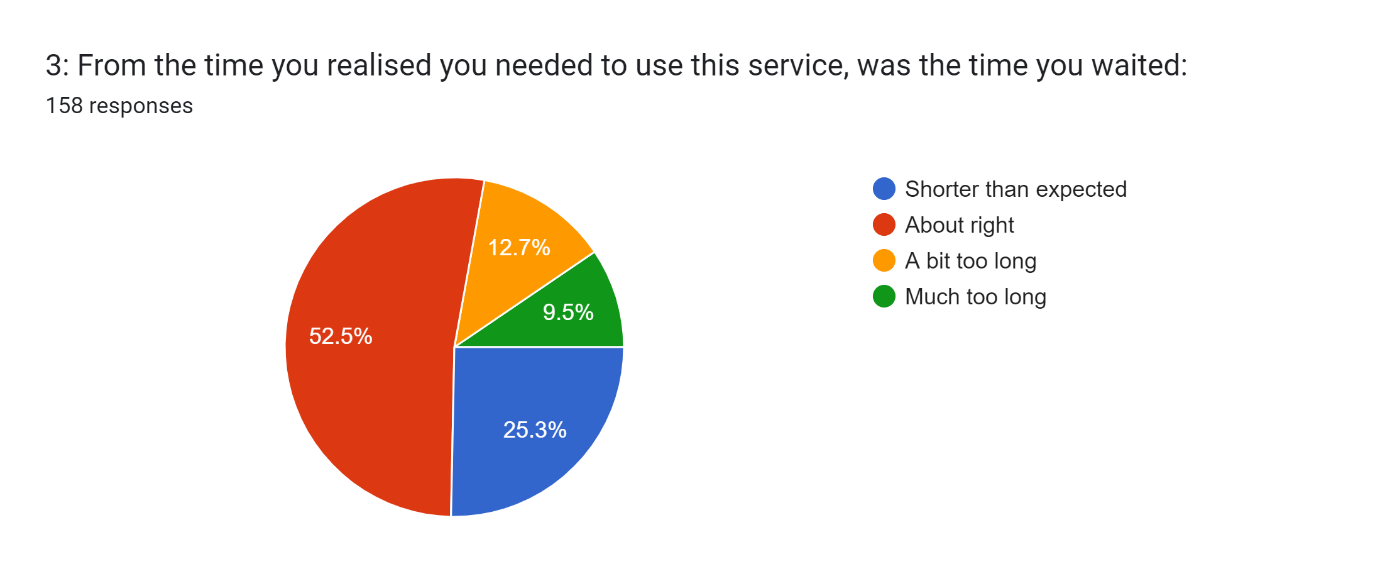 3: From the time you realised you needed to use this service, was the time you waited:
158 responses
Shorter than expected
About right
A bit too long
Much too long
12.7%
9.5%
52.5%
25.3%